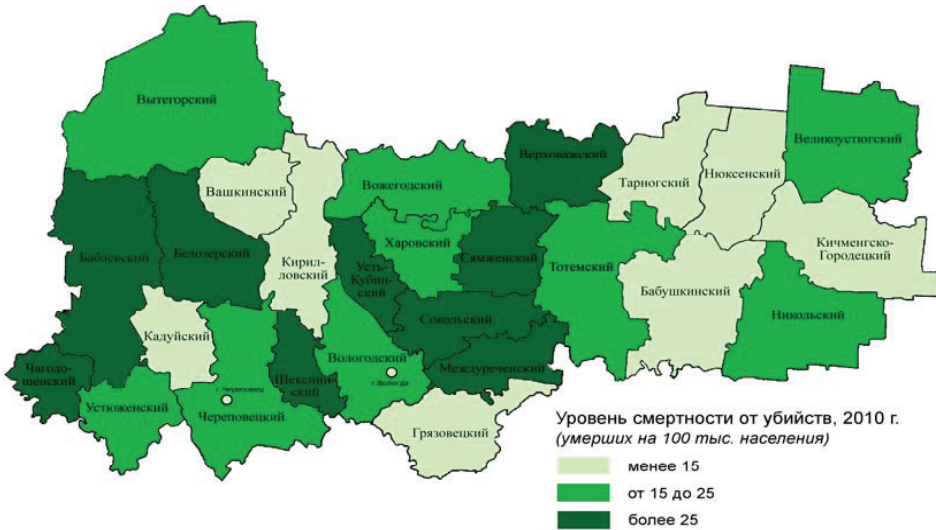 Вытегорский
Великоустюгский
Верховажский
Нюксенский
Тарногский
Вашкинский
Вожегодский
Харовский
Кичменгско-
Городецкий
Бабаевский
Белозерский
Сямженский
Тотемский
Кирил-
ловский
Усть-
Кубин-
ский
Бабушкинский
Никольский
Сокольский
Кадуйский
Вологодский
г. Вологда
Междуреченский
Чагодо-
щенский
Шекснин-
ский
г. Череповец
Устюженский
Череповецкий
Грязовецкий
Уровень смертности от убийств, 2010 г.
(умерших на 100 тыс. населения)
менее 15
от 15 до 25
более 25